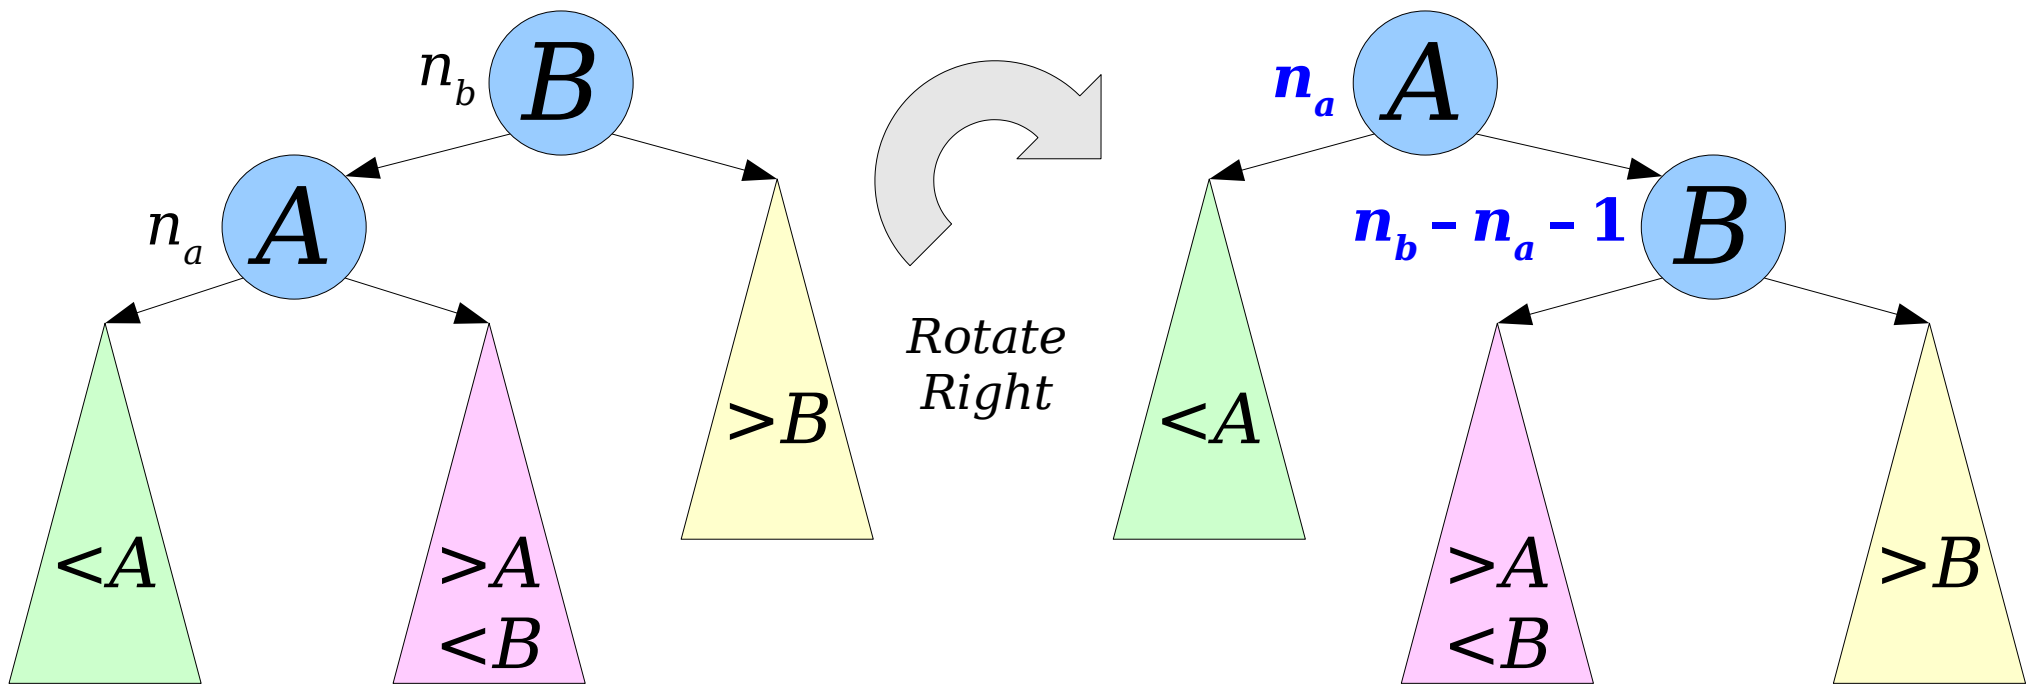 n_b B
n_a A
<A
>A
<B
>B
Rotate
Right
n_a A
n_b – n_a – 1 B
<A
>A
<B
>B